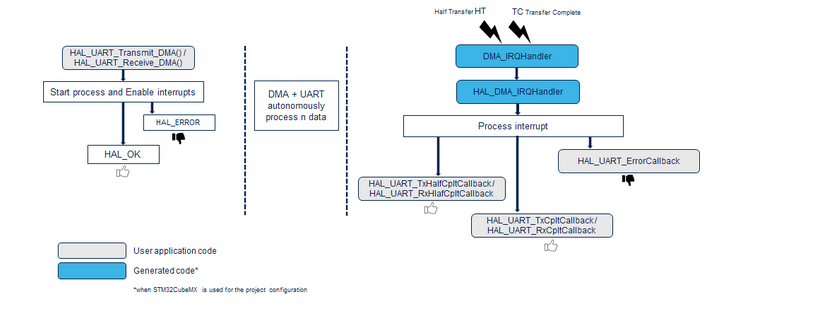 Half Transfer HT
TC Transfer Complete
HAL_UART_Transmit_DMA() /
HAL_UART_Receive_DMA()
Start process and Enable interrupts
HAL_ERROR
HAL_OK
DMA + UART
autonomously
process n data
DMA_IRQHandler
HAL_DMA_IRQHandler
Process interrupt
HAL_UART_ErrorCallback
HAL_UART_TxHalfCpltCallback /
HAL_UART_RxHlafCpltCallback
HAL_UART_TxCpltCallback /
HAL_UART_RxCpltCallback
User application code
Generated code*
*when STM32CubeMX is used for the project configuration